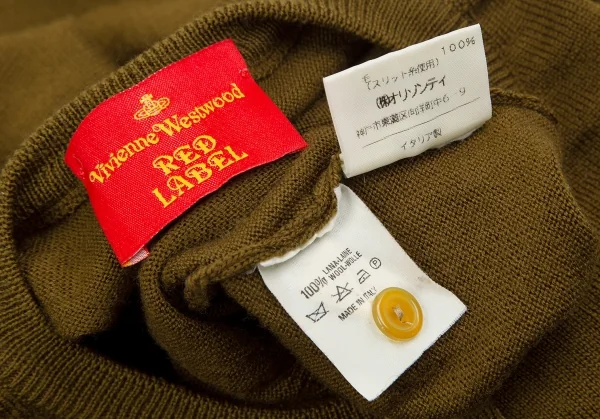 Vivienne Westwood
RED
LABEL
毛 100%
(スリット糸使用)
㈱オリゾンティ
神戸市東灘区向洋町中6-9
イタリア製
100% LANA-LAINE
WOOL-WOLLE
P
MADE IN ITALY